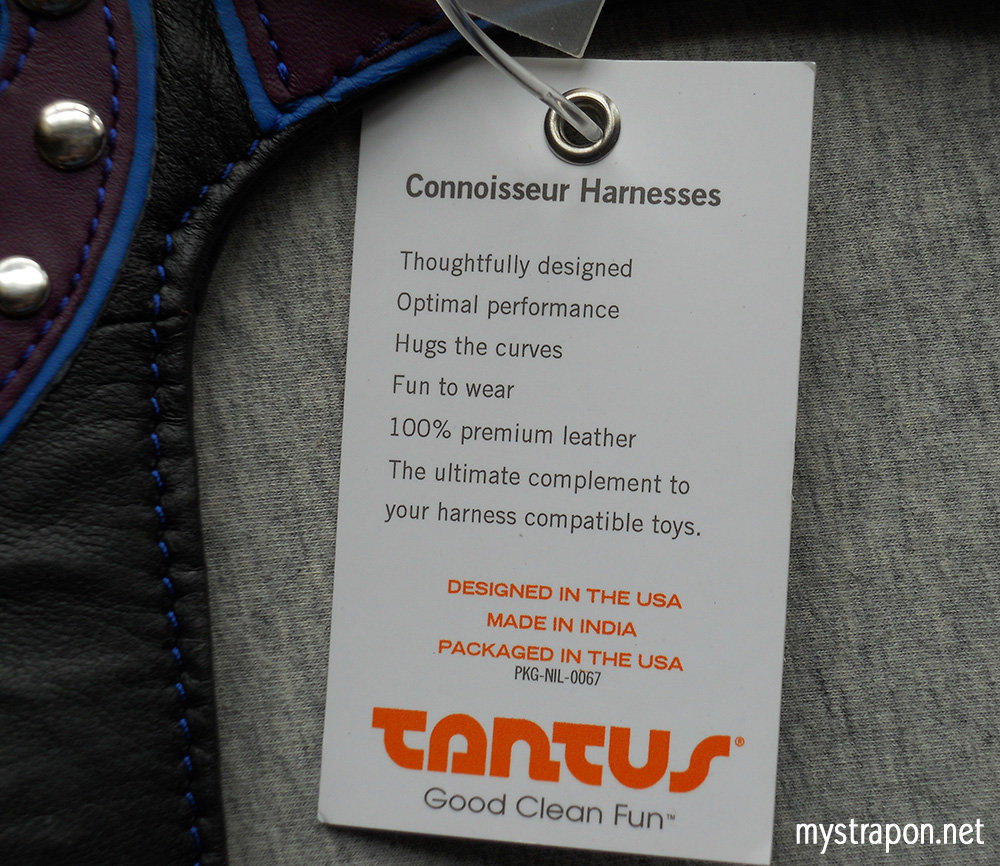 Connoisseur Harnesses
Thoughtfully designed
Optimal performance
Hugs the curves
Fun to wear
100% premium leather
The ultimate complement to
your harness compatible toys.
DESIGNED IN THE USA
MADE IN INDIA
PACKAGED IN THE USA
PKG-NIL-0067
TANTUS®
Good Clean Fun™
mystrapon.net